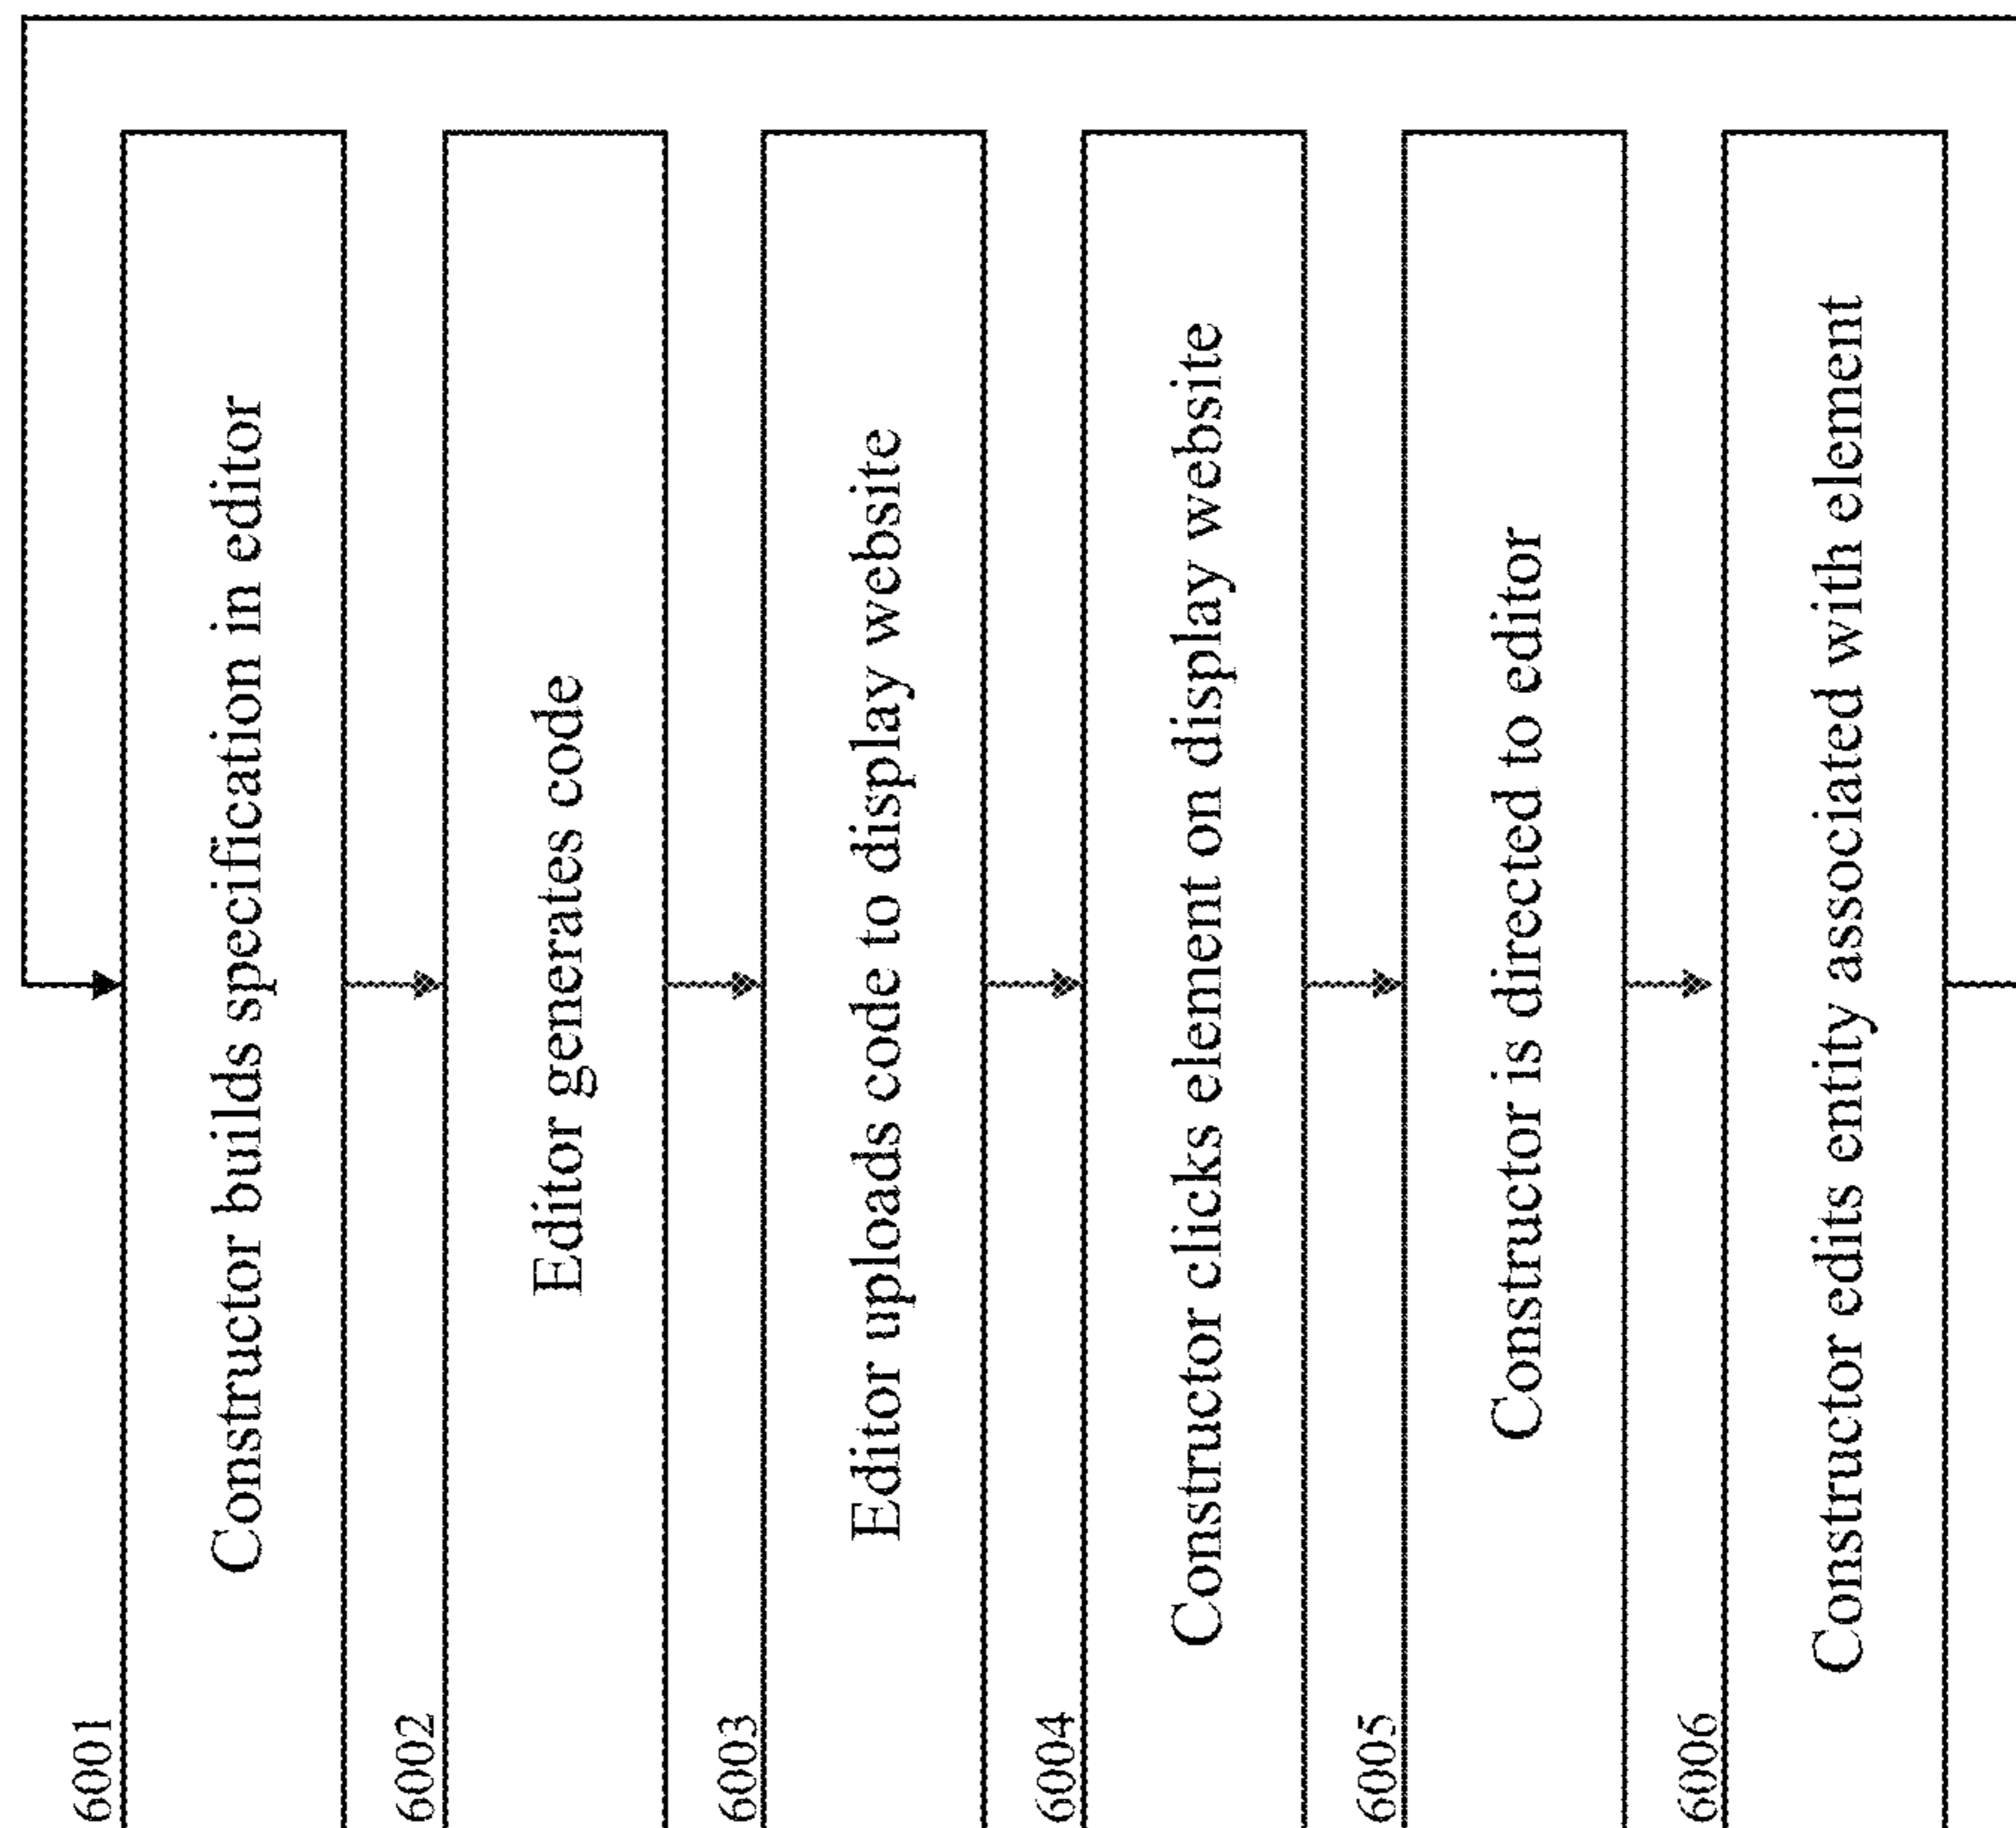 6001
Constructor builds specification in editor
6002
Editor generates code
6003
Editor uploads code to display website
6004
Constructor clicks element on display website
6005
Constructor is directed to editor
6006
Constructor edits entity associated with element